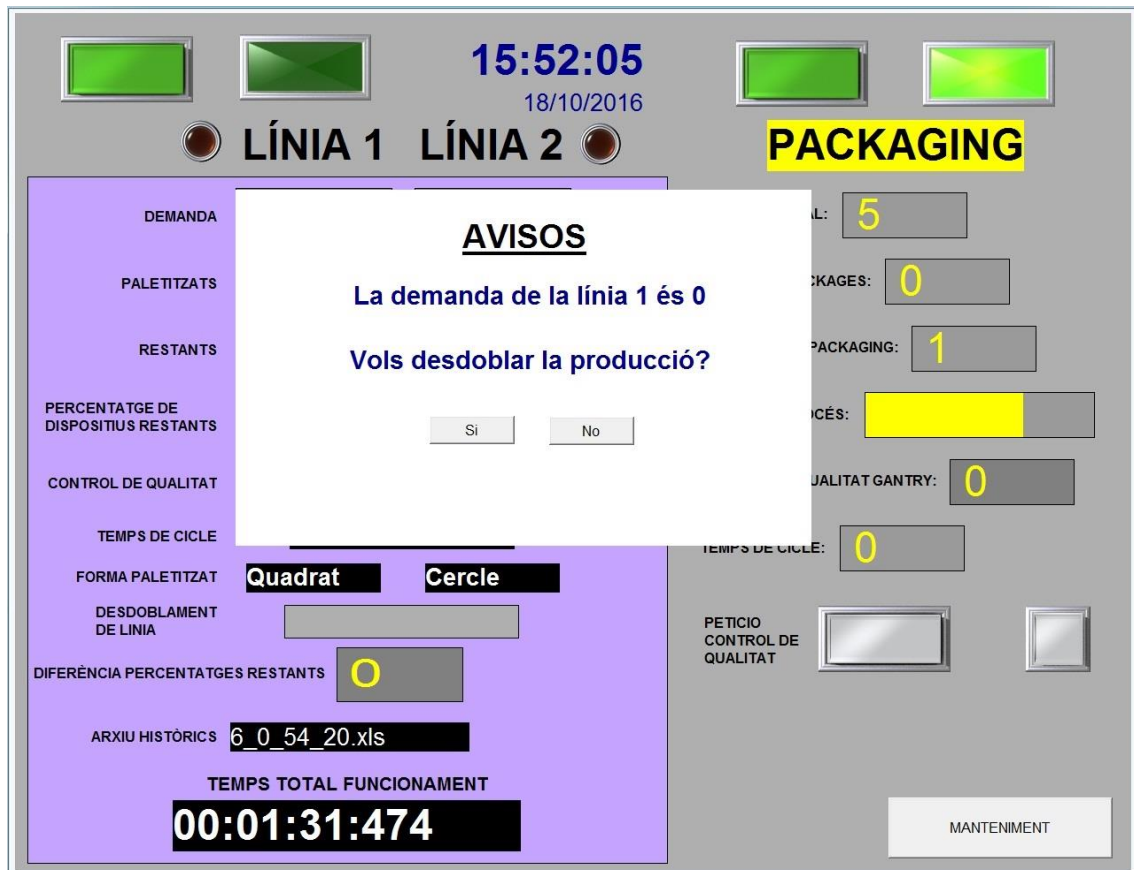 15:52:05
18/10/2016
LÍNIA 1 LÍNIA 2
PACKAGING
DEMANDA
PALETITZATS
RESTANTS
PERCENTATGE DE
DISPOSITIUS RESTANTS
CONTROL DE QUALITAT
TEMPS DE CICLE
FORMA PALETITZAT Quadrat Cercle
DESDOBLAMENT
DE LINIA
DIFERÈNCIA PERCENTATGES RESTANTS 0
ARXIU HISTÒRICS 6_0_54_20.xls
TEMPS TOTAL FUNCIONAMENT
00:01:31:474
AVISOS
La demanda de la línia 1 és 0
Vols desdoblar la producció?
Si No
5
0
PACKAGING: 1
GANTRY: 0
TEMPS DE CICLE: 0
PETICIO
CONTROL DE
QUALITAT
MANTENIMENT